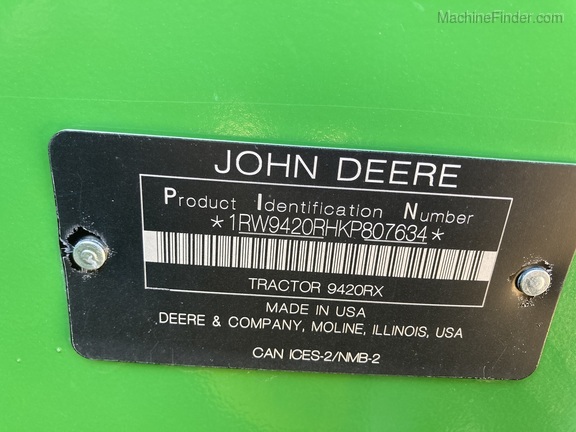 MachineFinder.com
JOHN DEERE
Product Identification Number
*1RW9420RHKP807634*
TRACTOR 9420RX
MADE IN USA
DEERE & COMPANY, MOLINE, ILLINOIS, USA
CAN ICES-2/NMB-2